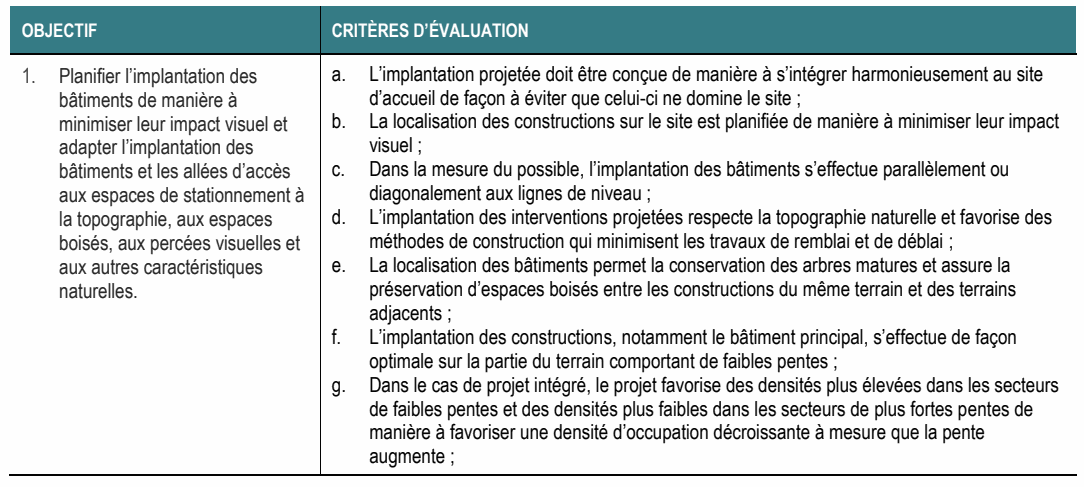 OBJECTIF
CRITÈRES D’ÉVALUATION
1. Planifier l’implantation des
bâtiments de manière à
minimiser leur impact visuel et
adapter l’implantation des
bâtiments et les allées d’accès
aux espaces de stationnement à
la topographie, aux espaces
boisés, aux percées visuelles et
aux autres caractéristiques
naturelles.
a. L’implantation projetée doit être conçue de manière à s’intégrer harmonieusement au site
d’accueil de façon à éviter que celui-ci ne domine le site ;
b. La localisation des constructions sur le site est planifiée de manière à minimiser leur impact
visuel ;
c. Dans la mesure du possible, l’implantation des bâtiments s’effectue parallèlement ou
diagonalement aux lignes de niveau ;
d. L’implantation des interventions projetées respecte la topographie naturelle et favorise des
méthodes de construction qui minimisent les travaux de remblai et de déblai ;
e. La localisation des bâtiments permet la conservation des arbres matures et assure la
préservation d’espaces boisés entre les constructions du même terrain et des terrains
adjacents ;
f. L’implantation des constructions, notamment le bâtiment principal, s’effectue de façon
optimale sur la partie du terrain comportant de faibles pentes ;
g. Dans le cas de projet intégré, le projet favorise des densités plus élevées dans les secteurs
de faibles pentes et des densités plus faibles dans les secteurs de plus fortes pentes de
manière à favoriser une densité d’occupation décroissante à mesure que la pente
augmente ;